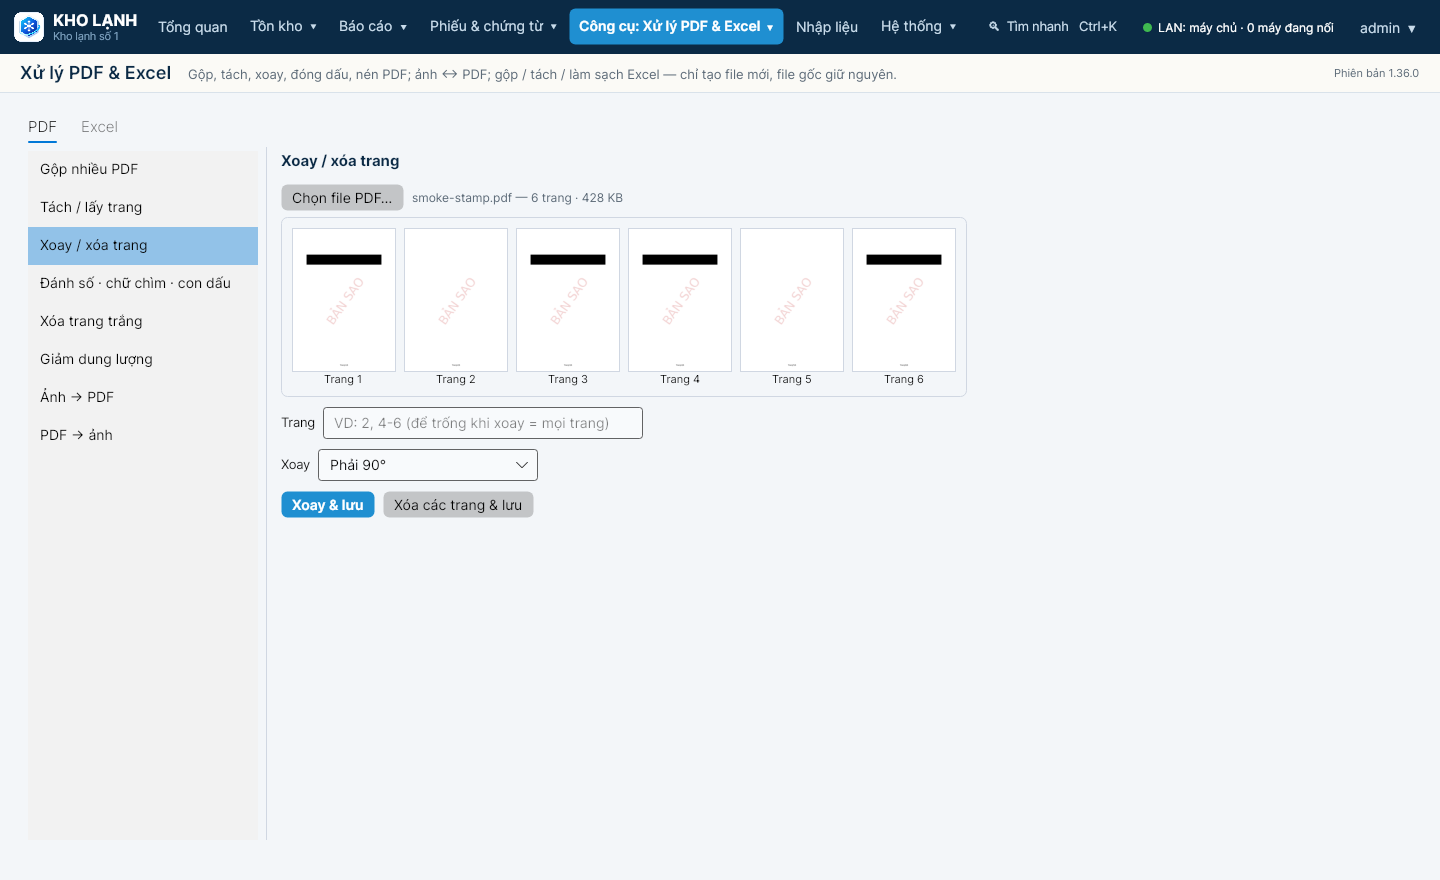 KHO LẠNH
Kho lạnh số 1
Tổng quan
Tồn kho ▾
Báo cáo ▾
Phiếu & chứng từ ▾
Công cụ: Xử lý PDF & Excel ▾
Nhập liệu
Hệ thống ▾
Tìm nhanh Ctrl+K
LAN: máy chủ · 0 máy đang nối
admin ▾
Xử lý PDF & Excel
Gộp, tách, xoay, đóng dấu, nén PDF; ảnh ↔ PDF; gộp / tách / làm sạch Excel — chỉ tạo file mới, file gốc giữ nguyên.
Phiên bản 1.36.0
PDF
Excel
Gộp nhiều PDF
Tách / lấy trang
Xoay / xóa trang
Đánh số · chữ chìm · con dấu
Xóa trang trắng
Giảm dung lượng
Ảnh → PDF
PDF → ảnh
Xoay / xóa trang
Chọn file PDF...
smoke-stamp.pdf — 6 trang · 428 KB
BẢN SAO
BẢN SAO
BẢN SAO
BẢN SAO
BẢN SAO
BẢN SAO
Trang 1
Trang 2
Trang 3
Trang 4
Trang 5
Trang 6
Trang
VD: 2, 4-6 (để trống khi xoay = mọi trang)
Xoay
Phải 90°
Xoay & lưu
Xóa các trang & lưu